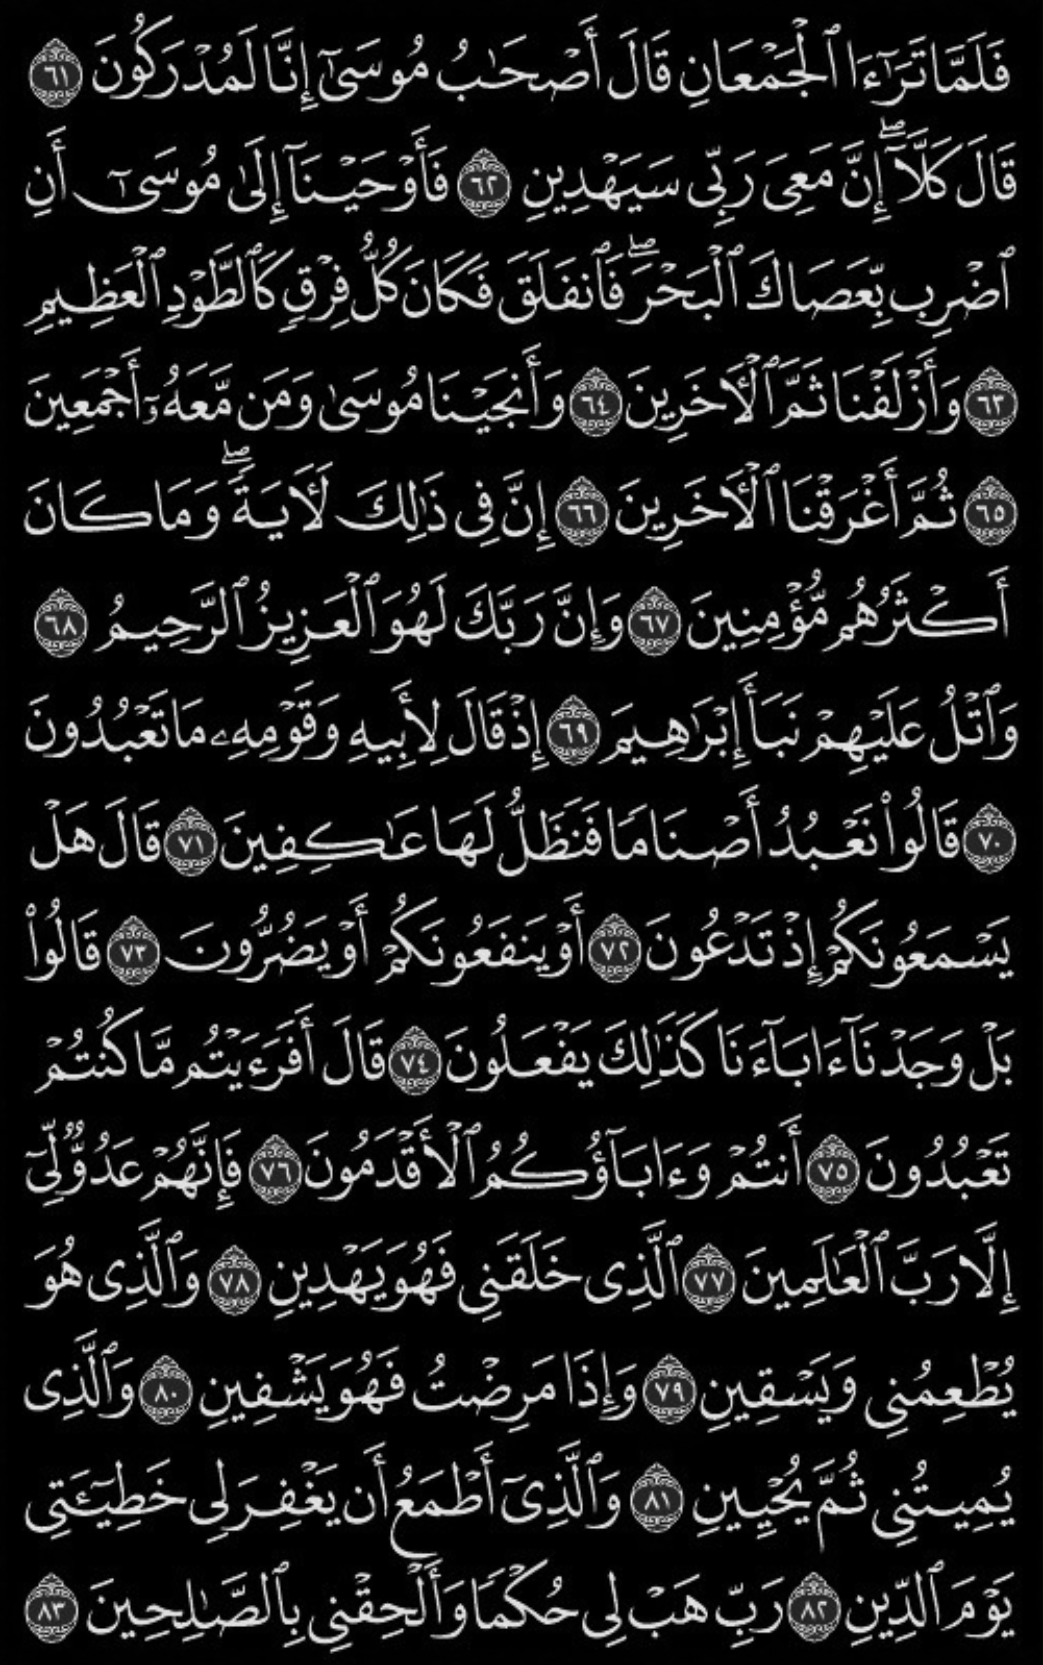 فَلَمَّا تَرَٰٓءَا ٱلْجَمْعَانِ قَالَ أَصْحَٰبُ مُوسَىٰٓ إِنَّا لَمُدْرَكُونَ ٦١
قَالَ كَلَّآ ۖ إِنَّ مَعِىَ رَبِّى سَيَهْدِينِ ٦٢ فَأَوْحَيْنَآ إِلَىٰ مُوسَىٰٓ أَنِ
ٱضْرِب بِّعَصَاكَ ٱلْبَحْرَ ۖ فَٱنفَلَقَ فَكَانَ كُلُّ فِرْقٍ كَٱلطَّوْدِ ٱلْعَظِيمِ
٦٣ وَأَزْلَفْنَا ثَمَّ ٱلْءَاخَرِينَ ٦٤ وَأَنجَيْنَا مُوسَىٰ وَمَن مَّعَهُۥٓ أَجْمَعِينَ
٦٥ ثُمَّ أَغْرَقْنَا ٱلْءَاخَرِينَ ٦٦ إِنَّ فِى ذَٰلِكَ لَءَايَةً ۖ وَمَا كَانَ
أَكْثَرُهُم مُّؤْمِنِينَ ٦٧ وَإِنَّ رَبَّكَ لَهُوَ ٱلْعَزِيزُ ٱلرَّحِيمُ ٦٨
وَٱتْلُ عَلَيْهِمْ نَبَأَ إِبْرَٰهِيمَ ٦٩ إِذْ قَالَ لِأَبِيهِ وَقَوْمِهِۦ مَا تَعْبُدُونَ
٧٠ قَالُوا۟ نَعْبُدُ أَصْنَامًا فَنَظَلُّ لَهَا عَٰكِفِينَ ٧١ قَالَ هَلْ
يَسْمَعُونَكُمْ إِذْ تَدْعُونَ ٧٢ أَوْ يَنفَعُونَكُمْ أَوْ يَضُرُّونَ ٧٣ قَالُوا۟
بَلْ وَجَدْنَآ ءَابَآءَنَا كَذَٰلِكَ يَفْعَلُونَ ٧٤ قَالَ أَفَرَءَيْتُم مَّا كُنتُمْ
تَعْبُدُونَ ٧٥ أَنتُمْ وَءَابَآؤُكُمُ ٱلْأَقْدَمُونَ ٧٦ فَإِنَّهُمْ عَدُوٌّ لِّىٓ
إِلَّا رَبَّ ٱلْعَٰلَمِينَ ٧٧ ٱلَّذِى خَلَقَنِى فَهُوَ يَهْدِينِ ٧٨ وَٱلَّذِى هُوَ
يُطْعِمُنِى وَيَسْقِينِ ٧٩ وَإِذَا مَرِضْتُ فَهُوَ يَشْفِينِ ٨٠ وَٱلَّذِى
يُمِيتُنِى ثُمَّ يُحْيِينِ ٨١ وَٱلَّذِىٓ أَطْمَعُ أَن يَغْفِرَ لِى خَطِيٓـَٔتِى
يَوْمَ ٱلدِّينِ ٨٢ رَبِّ هَبْ لِى حُكْمًا وَأَلْحِقْنِى بِٱلصَّٰلِحِينَ ٨٣